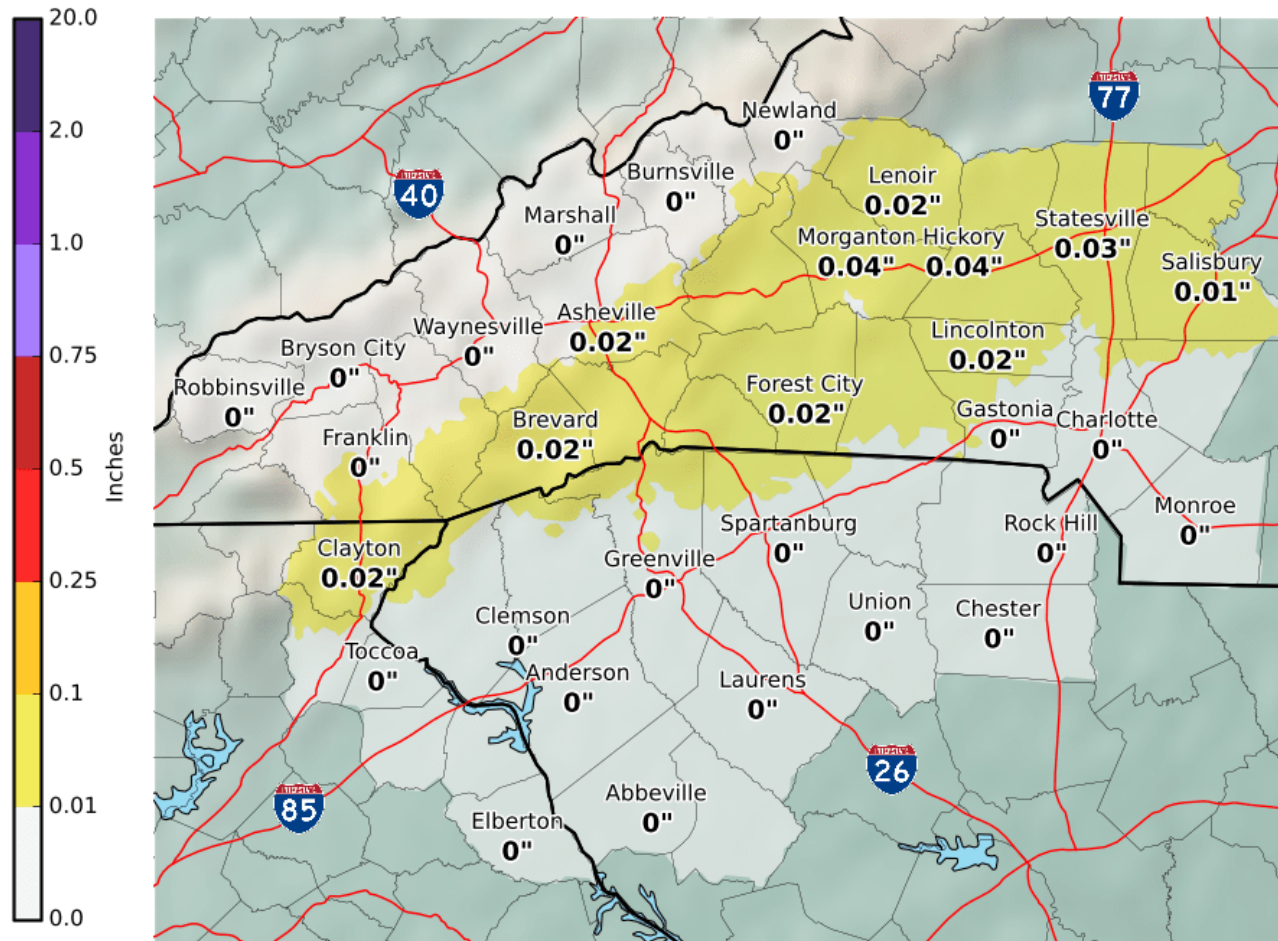 20.0
2.0
1.0
0.75
0.5
0.25
0.1
0.01
0.0
Inches
INTERSTATE
77
Newland
0"
INTERSTATE
40
Burnsville
0"
Lenoir
0.02"
Marshall
0"
Morganton Hickory
0.04" 0.04"
Statesville
0.03"
Salisbury
0.01"
Asheville
0.02"
Waynesville
0"
Lincolnton
0.02"
Bryson City
0"
Robbinsville
0"
Forest City
0.02"
Gastonia
0"
Charlotte
0"
Brevard
0.02"
Franklin
0"
Monroe
0"
Spartanburg
0"
Rock Hill
0"
Clayton
0.02"
Greenville
0"
Union
0"
Chester
0"
Clemson
0"
Toccoa
0"
Anderson
0"
Laurens
0"
INTERSTATE
26
INTERSTATE
85
Abbeville
0"
Elberton
0"